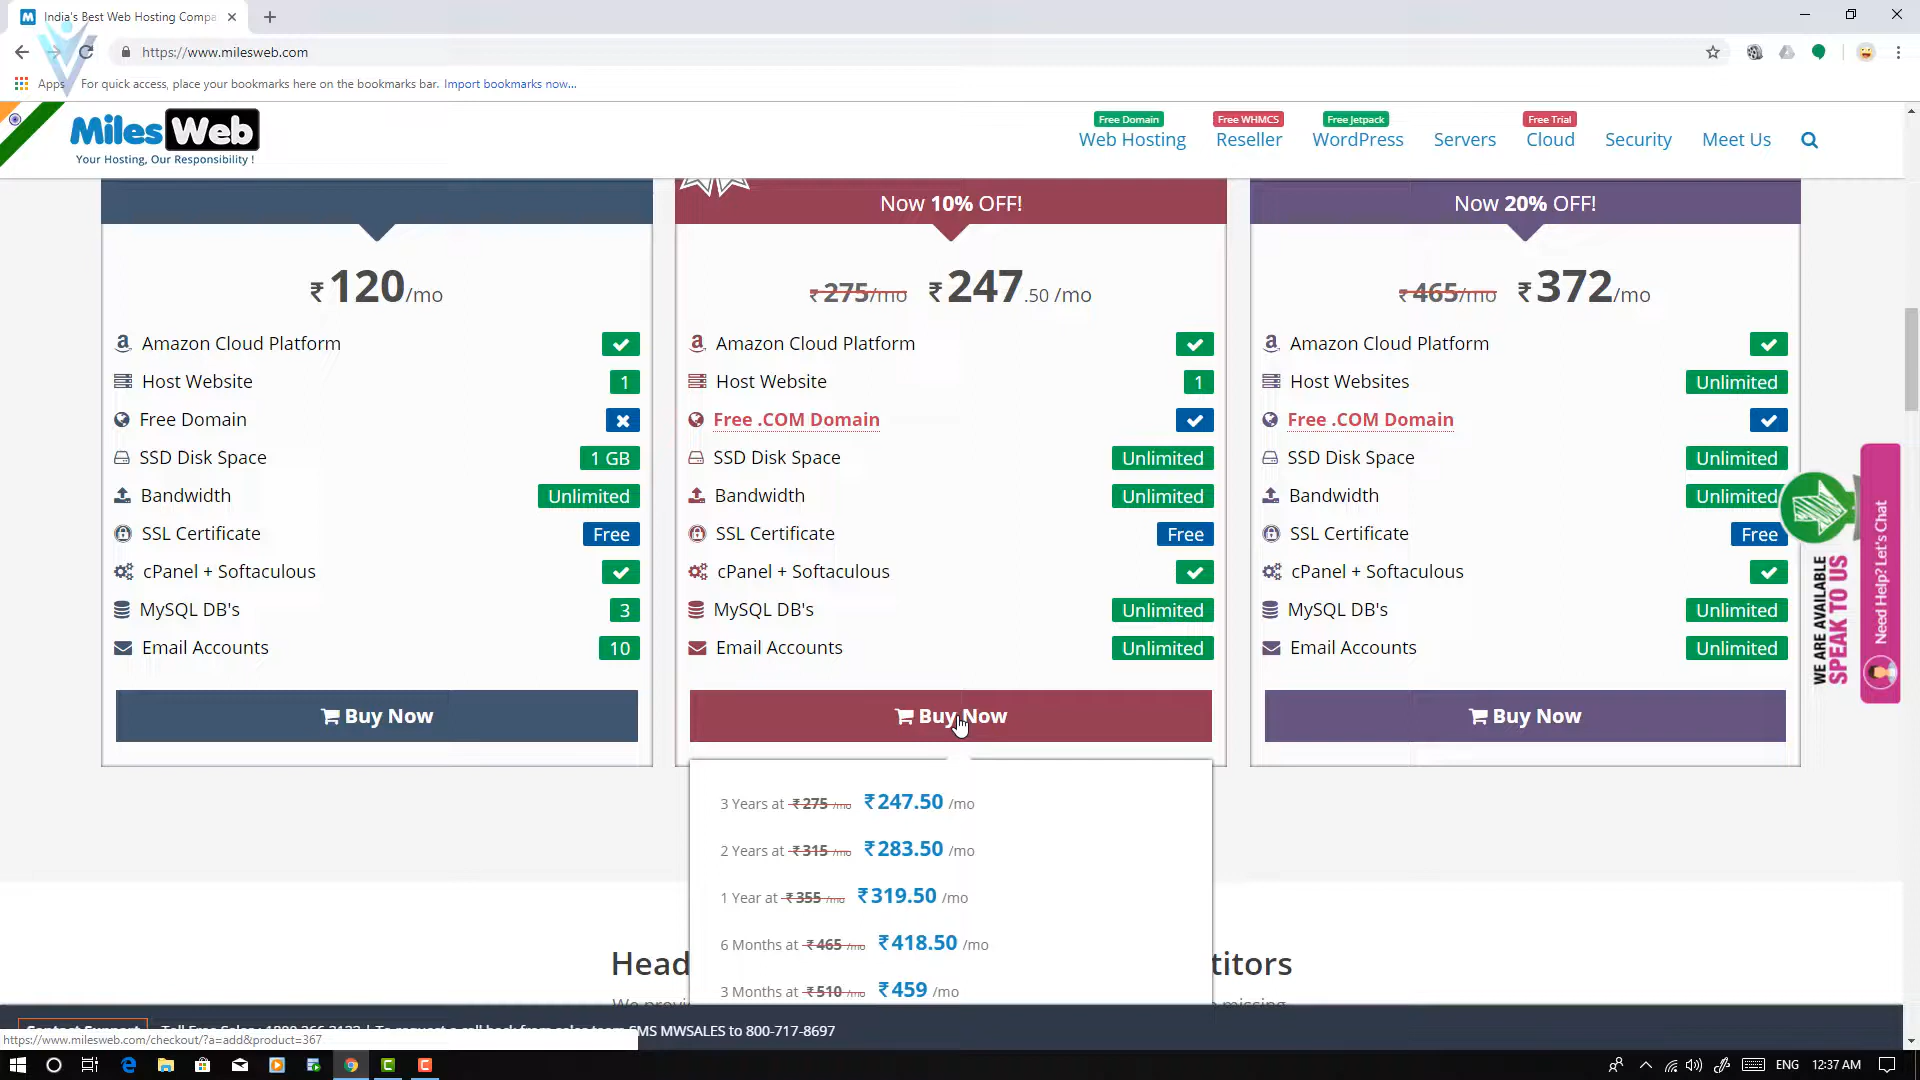 India's Best Web Hosting Compa
https://www.milesweb.com
Apps
For quick access, place your bookmarks here on the bookmarks bar. Import bookmarks now...
Miles Web
Your Hosting, Our Responsibility !
Free Domain
Free WHMCS
Free Jetpack
Free Trial
Web Hosting
Reseller
WordPress
Servers
Cloud
Security
Meet Us
₹120/mo
Amazon Cloud Platform
Host Website 1
Free Domain
SSD Disk Space 1 GB
Bandwidth Unlimited
SSL Certificate Free
cPanel + Softaculous
MySQL DB's 3
Email Accounts 10
Buy Now
Now 10% OFF!
₹275/mo ₹247.50 /mo
Amazon Cloud Platform
Host Website 1
Free .COM Domain
SSD Disk Space Unlimited
Bandwidth Unlimited
SSL Certificate Free
cPanel + Softaculous
MySQL DB's Unlimited
Email Accounts Unlimited
Buy Now
3 Years at ₹275 /mo ₹247.50 /mo
2 Years at ₹315 /mo ₹283.50 /mo
1 Year at ₹355 /mo ₹319.50 /mo
6 Months at ₹465 /mo ₹418.50 /mo
3 Months at ₹510 /mo ₹459 /mo
Now 20% OFF!
₹465/mo ₹372/mo
Amazon Cloud Platform
Host Websites Unlimited
Free .COM Domain
SSD Disk Space Unlimited
Bandwidth Unlimited
SSL Certificate Free
cPanel + Softaculous
MySQL DB's Unlimited
Email Accounts Unlimited
Buy Now
WE ARE AVAILABLE
SPEAK TO US
Need Help? Let's Chat
Head
titors
SMS MWSALES to 800-717-8697
https://www.milesweb.com/checkout/?a=add&product=367
ENG
12:37 AM